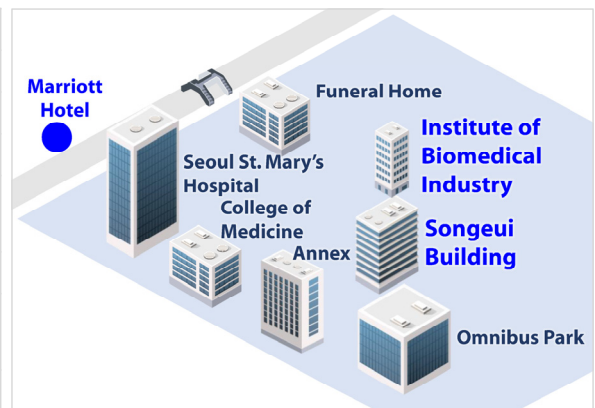 Marriott
Hotel
Funeral Home
Institute of
Biomedical
Industry
Seoul St. Mary's
Hospital
College of
Medicine
Annex
Songeui
Building
Omnibus Park